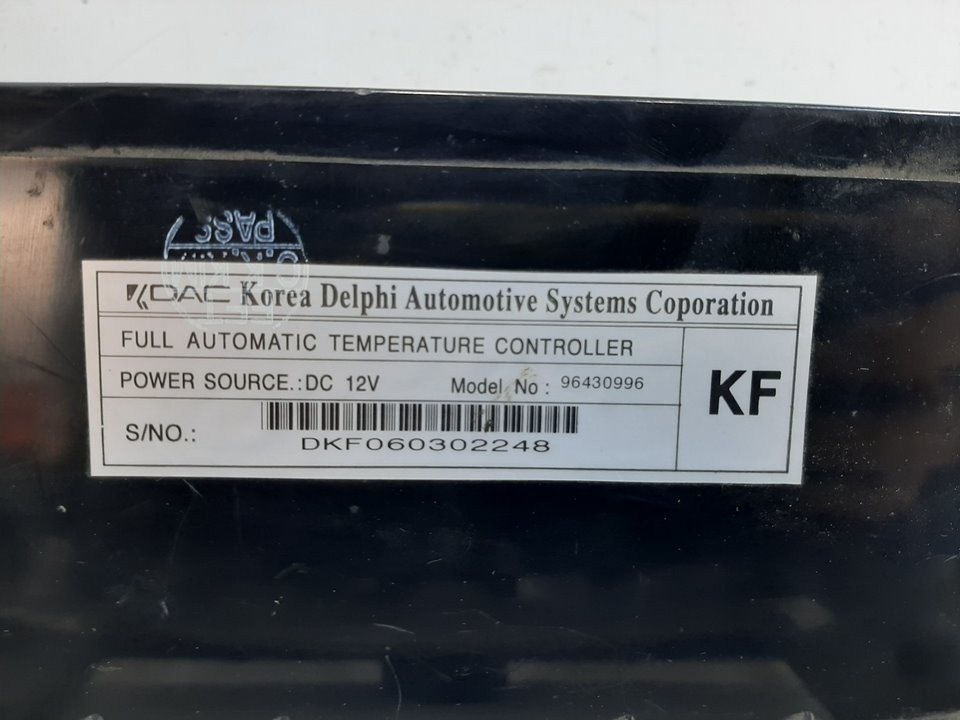 PASS
KDAC Korea Delphi Automotive Systems Coporation
FULL AUTOMATIC TEMPERATURE CONTROLLER
POWER SOURCE.:DC 12V Model No : 96430996
KF
S/NO.:
DKF060302248